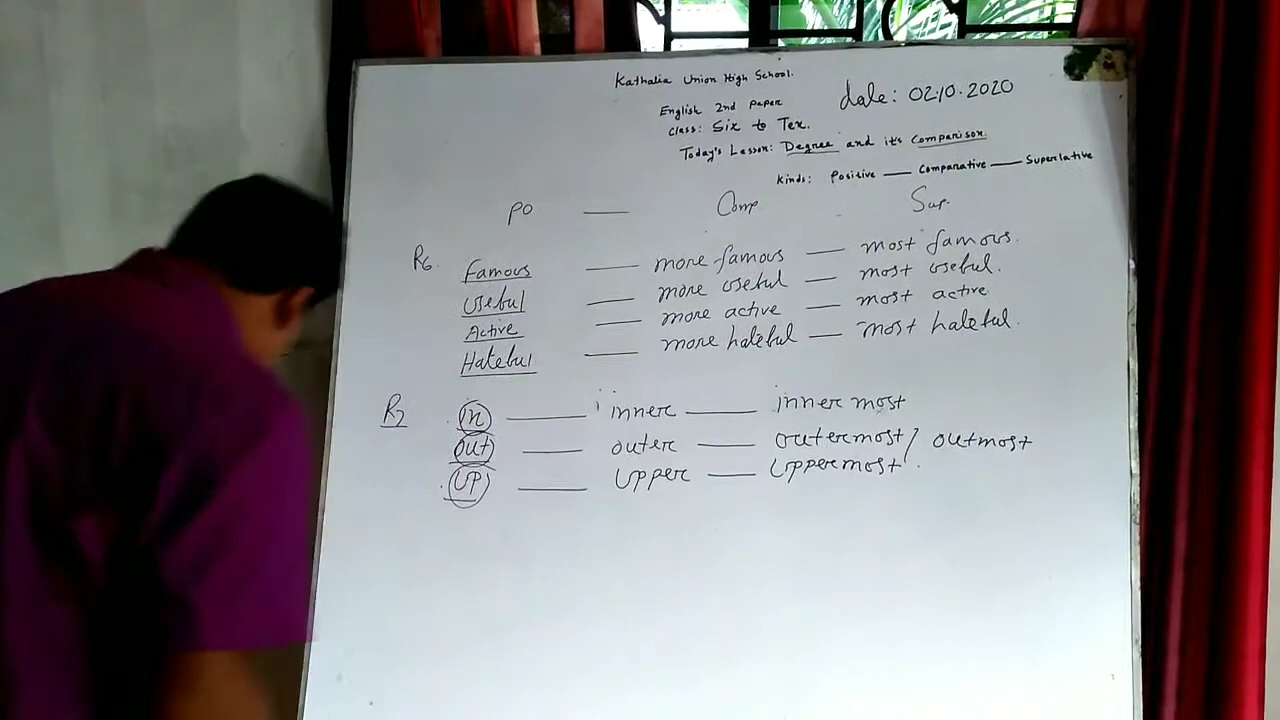 Kathalia Union High School.
English 2nd Paper
date: 02.10.2020
Class: Six to Ten.
Today's Lesson: Degree and its Comparison.
Kinds: Positive — Comparative — Superlative
PO — Comp Sup.
R6. Famous — more famous — most famous.
Useful — more useful — most useful.
Active — more active — most active
Hateful — more hateful — most hateful.
R7 in — inner — inner most
out — outer — outermost / outmost
UP — Upper — Uppermost.